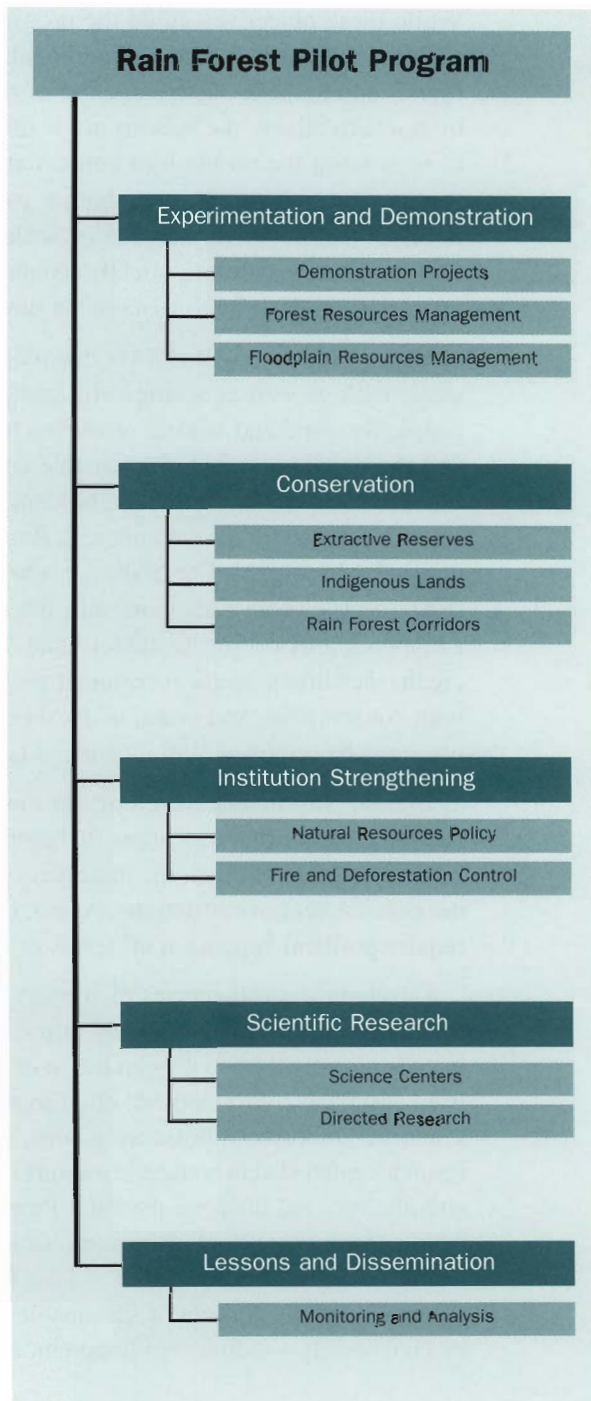 Rain Forest Pilot Program
Experimentation and Demonstration
Demonstration Projects
Forest Resources Management
Floodplain Resources Management
Conservation
Extractive Reserves
Indigenous Lands
Rain Forest Corridors
Institution Strengthening
Natural Resources Policy
Fire and Deforestation Control
Scientific Research
Science Centers
Directed Research
Lessons and Dissemination
Monitoring and Analysis